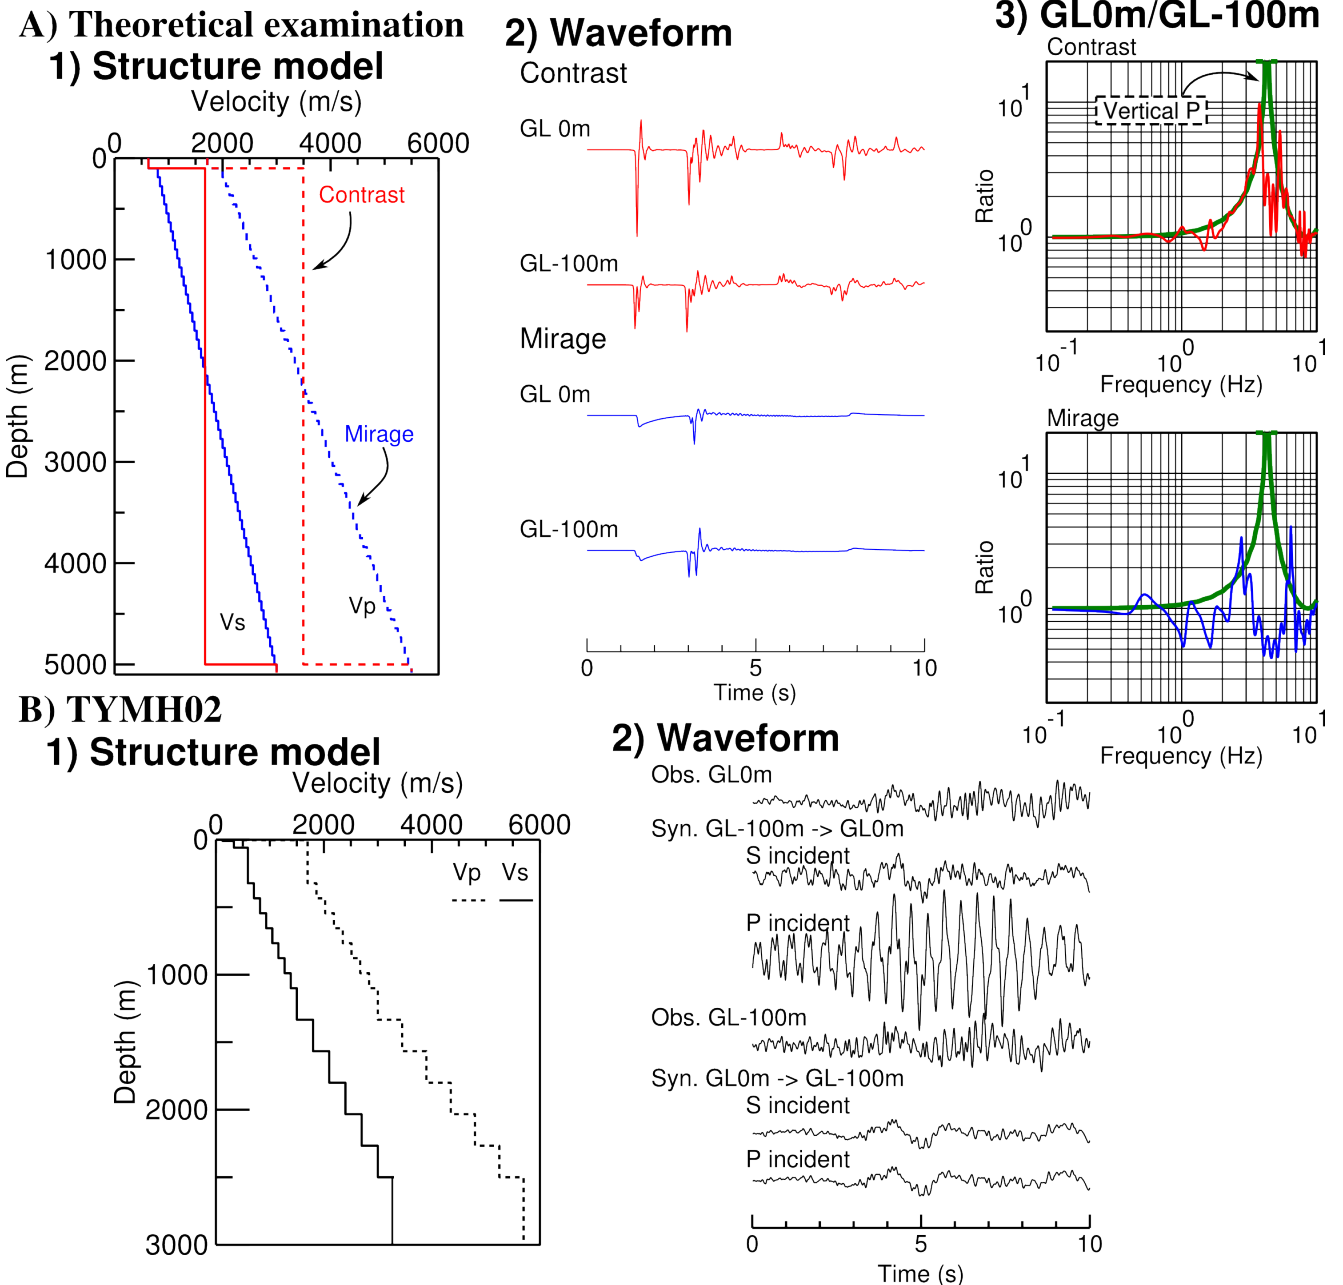 A) Theoretical examination
1) Structure model
Velocity (m/s)
0 2000 4000 6000
0
1000
2000
3000
4000
5000
Depth (m)
Contrast
Mirage
Vs
Vp
2) Waveform
Contrast
GL 0m
GL-100m
Mirage
GL 0m
GL-100m
0 5 10
Time (s)
3) GL0m/GL-100m
Contrast
Vertical P
10^1
10^0
Ratio
10^-1 10^0 10^1
Frequency (Hz)
Mirage
10^1
10^0
Ratio
10^-1 10^0 10^1
Frequency (Hz)
B) TYMH02
1) Structure model
Velocity (m/s)
0 2000 4000 6000
Vp Vs
0
1000
2000
3000
Depth (m)
2) Waveform
Obs. GL0m
Syn. GL-100m -> GL0m
S incident
P incident
Obs. GL-100m
Syn. GL0m -> GL-100m
S incident
P incident
0 5 10
Time (s)